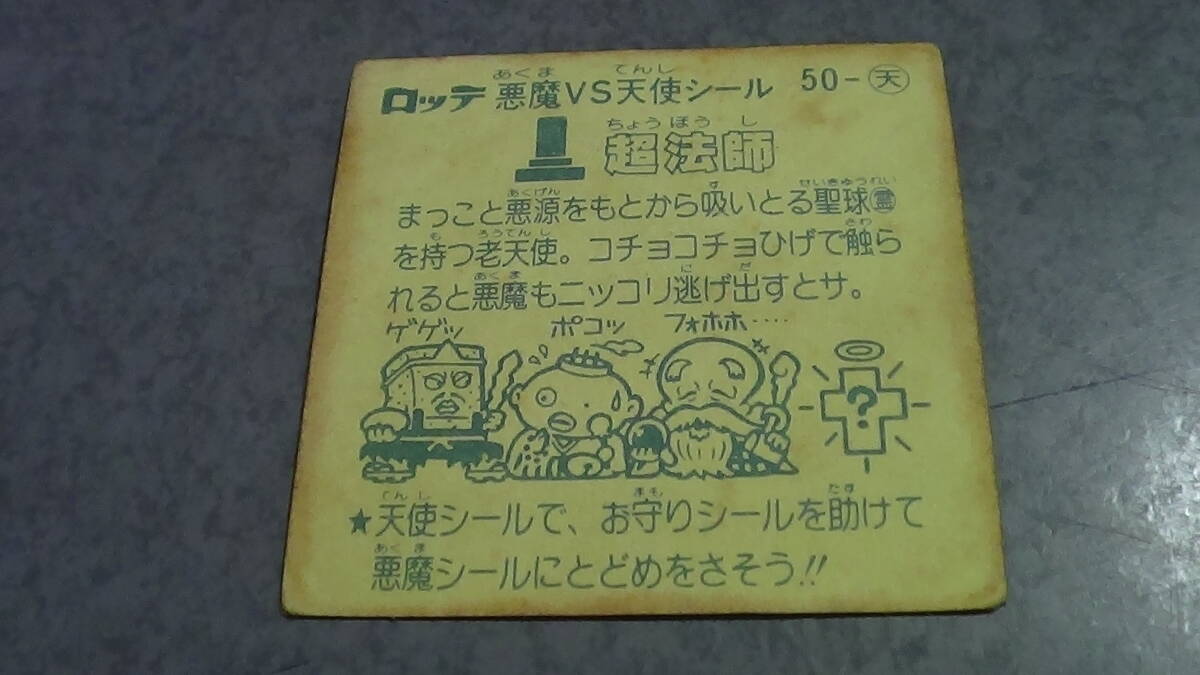 ロッテ 悪魔VS天使シール 50-天
超法師
まっこと悪源をもとから吸いとる聖球霊
を持つ老天使。コチョコチョひげで触ら
れると悪魔もニッコリ逃げ出すとサ。
ゲゲッ ポコッ フォホホ‥‥
?
★天使シールで、お守りシールを助けて
悪魔シールにとどめをさそう!!